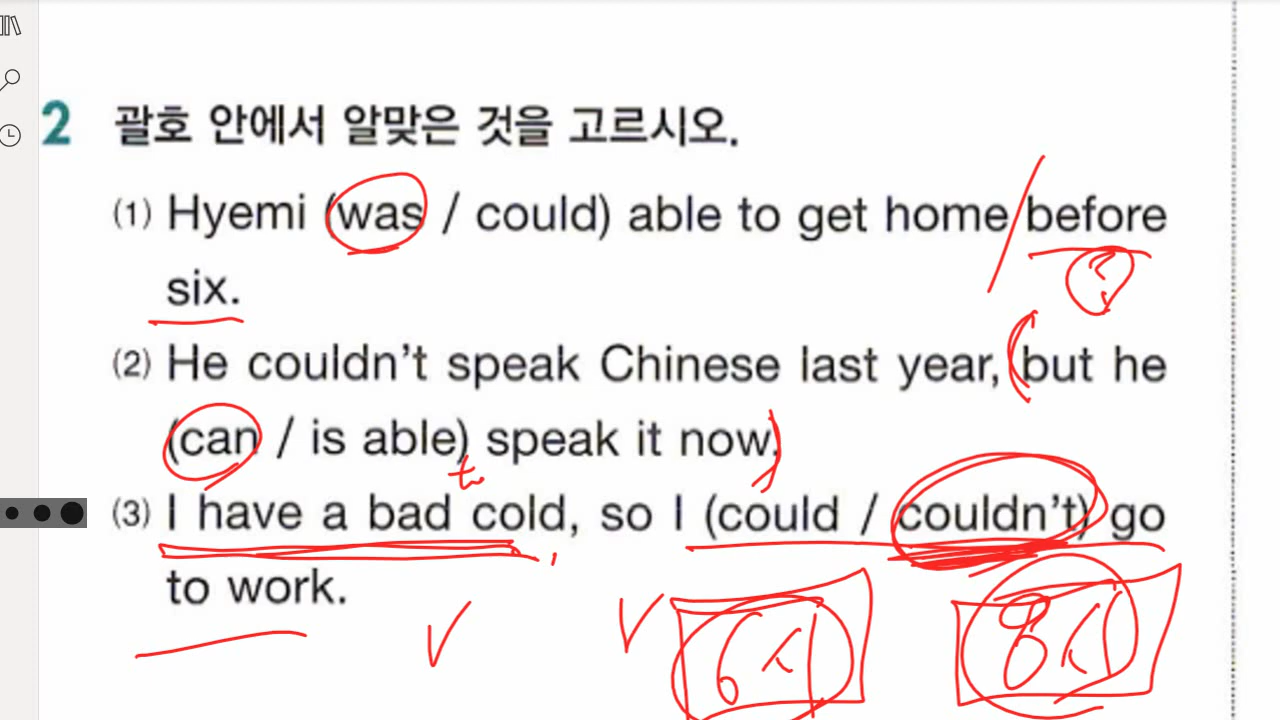 2 괄호 안에서 알맞은 것을 고르시오.
(1) Hyemi (was / could) able to get home before
six.
(2) He couldn't speak Chinese last year, but he
(can / is able) speak it now.
to
(3) I have a bad cold, so I (could / couldn't) go
to work.
6시 8시